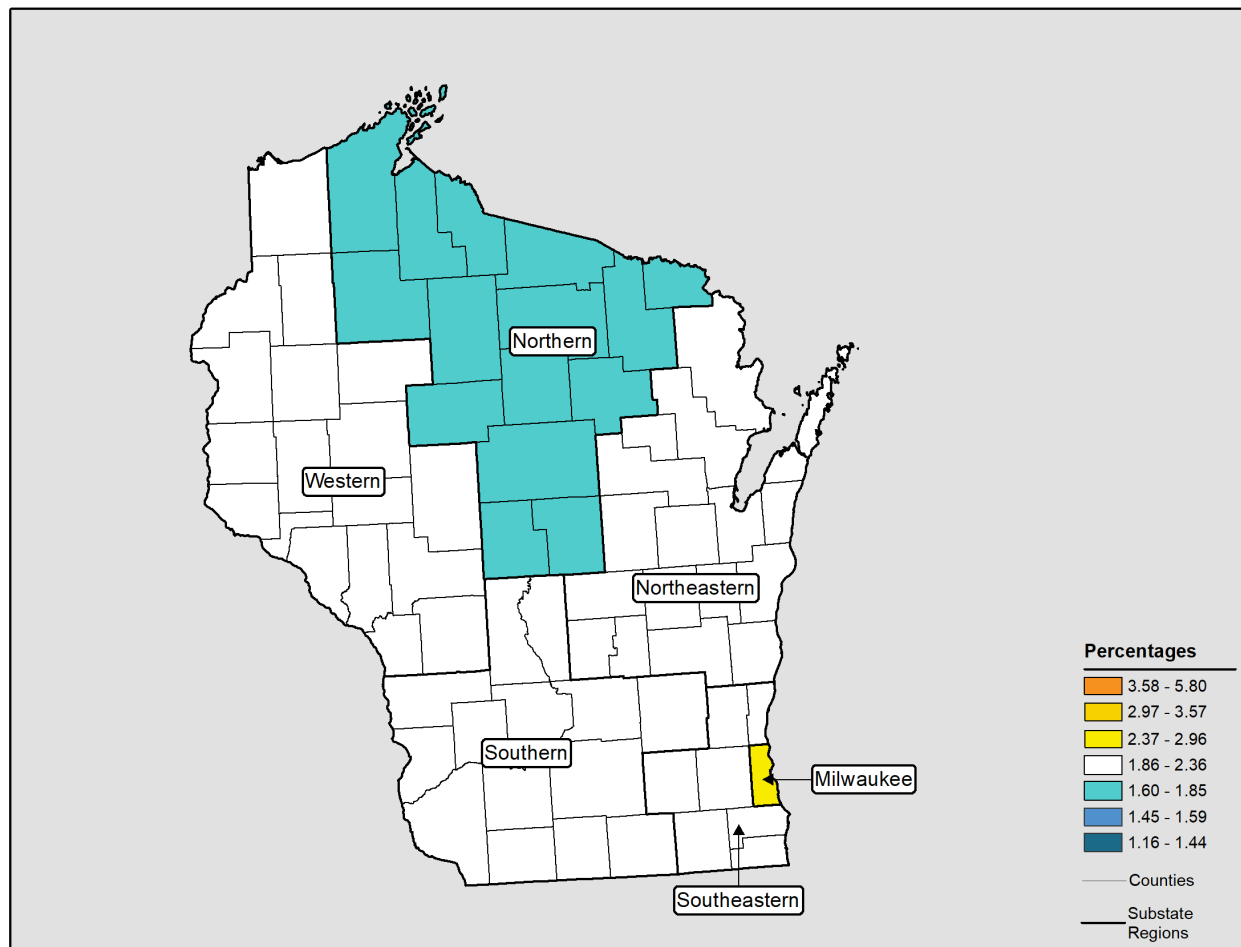 Northern
Western
Northeastern
Southern
Milwaukee
Southeastern
Percentages
3.58 - 5.80
2.97 - 3.57
2.37 - 2.96
1.86 - 2.36
1.60 - 1.85
1.45 - 1.59
1.16 - 1.44
Counties
Substate
Regions